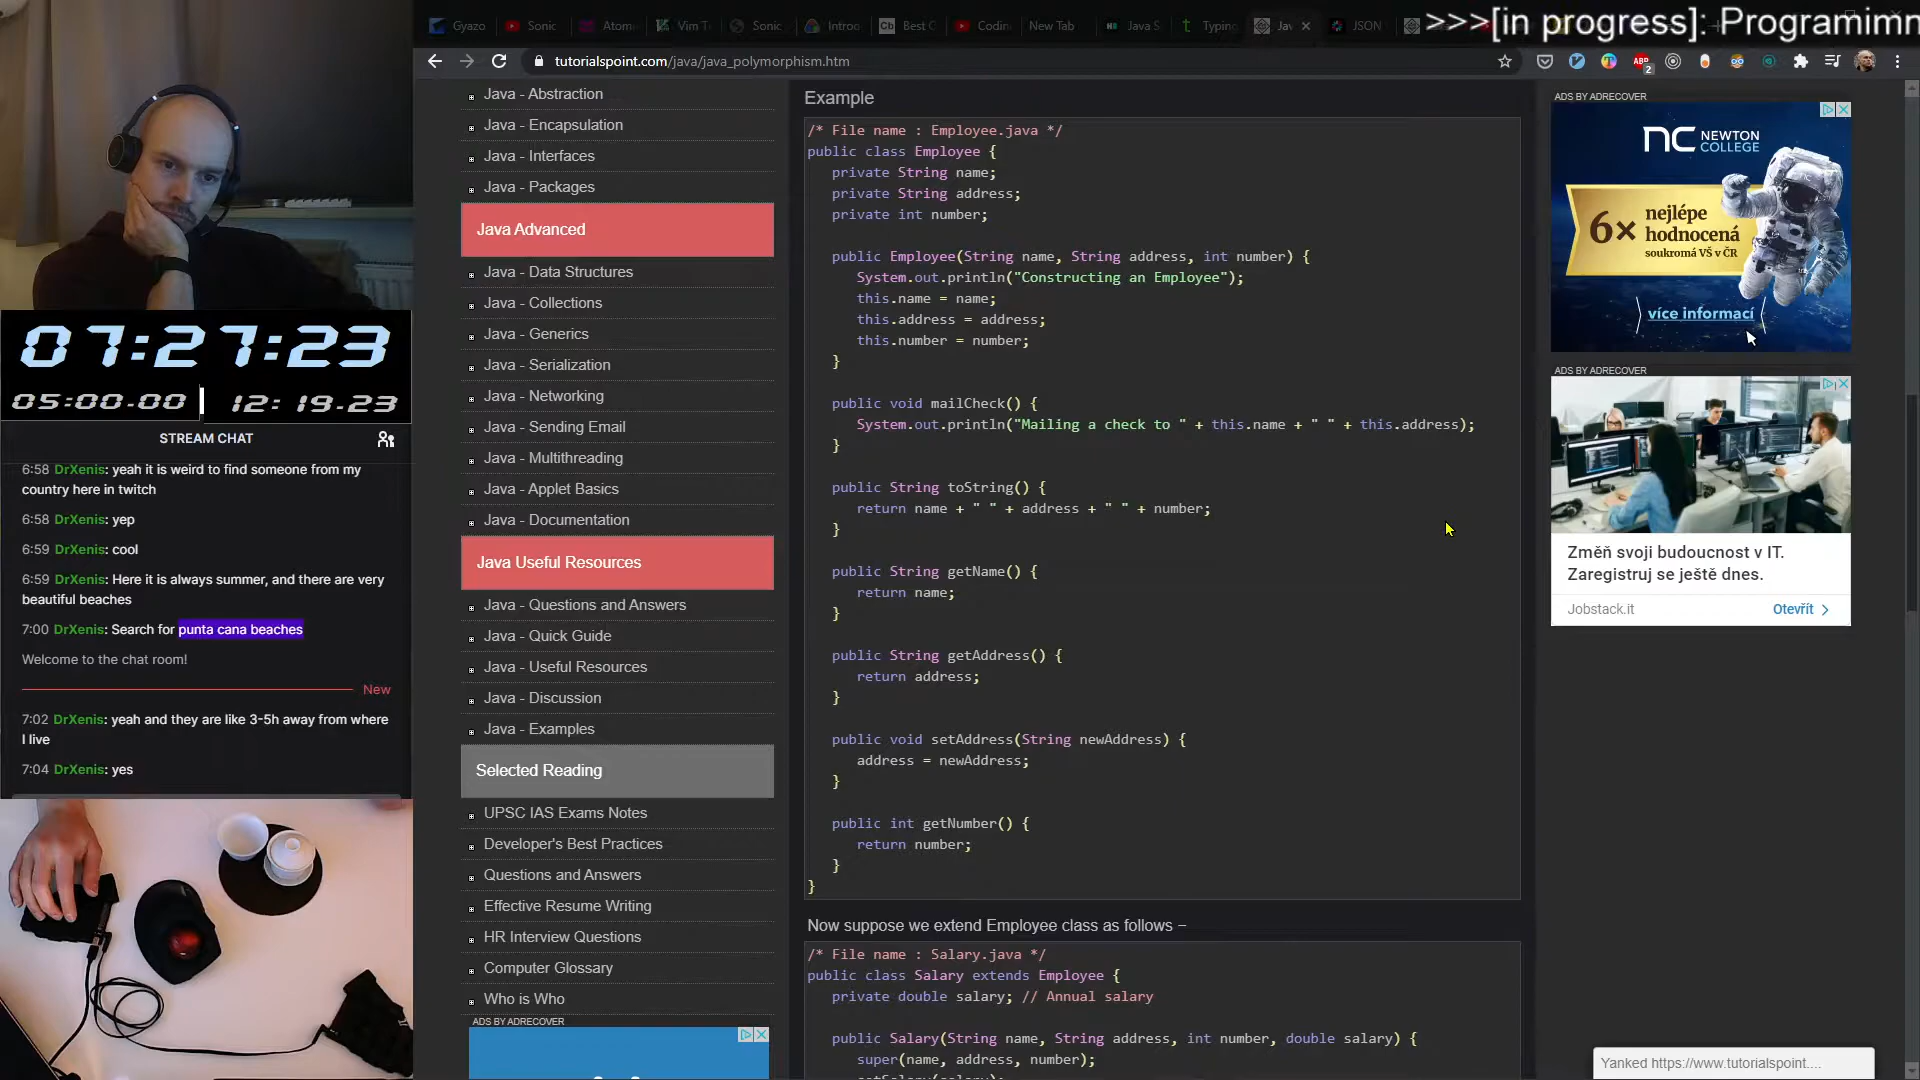 Gyazo
Sonic
Atom
Vim T
Sonic
Introd
Best C
Codin
New Tab
Java S
Typing
Jav
JSON
>>>[in progress]: Programimn
tutorialspoint.com/java/java_polymorphism.htm
07:27:23
05:00.00
12:19.23
STREAM CHAT
6:58 DrXenis: yeah it is weird to find someone from my
country here in twitch
6:58 DrXenis: yep
6:59 DrXenis: cool
6:59 DrXenis: Here it is always summer, and there are very
beautiful beaches
7:00 DrXenis: Search for punta cana beaches
Welcome to the chat room!
New
7:02 DrXenis: yeah and they are like 3-5h away from where
I live
7:04 DrXenis: yes
Java - Abstraction
Java - Encapsulation
Java - Interfaces
Java - Packages
Java Advanced
Java - Data Structures
Java - Collections
Java - Generics
Java - Serialization
Java - Networking
Java - Sending Email
Java - Multithreading
Java - Applet Basics
Java - Documentation
Java Useful Resources
Java - Questions and Answers
Java - Quick Guide
Java - Useful Resources
Java - Discussion
Java - Examples
Selected Reading
UPSC IAS Exams Notes
Developer's Best Practices
Questions and Answers
Effective Resume Writing
HR Interview Questions
Computer Glossary
Who is Who
ADS BY ADRECOVER
Example
/* File name : Employee.java */
public class Employee {
private String name;
private String address;
private int number;
public Employee(String name, String address, int number) {
System.out.println("Constructing an Employee");
this.name = name;
this.address = address;
this.number = number;
}
public void mailCheck() {
System.out.println("Mailing a check to " + this.name + " " + this.address);
}
public String toString() {
return name + " " + address + " " + number;
}
public String getName() {
return name;
}
public String getAddress() {
return address;
}
public void setAddress(String newAddress) {
address = newAddress;
}
public int getNumber() {
return number;
}
}
Now suppose we extend Employee class as follows −
/* File name : Salary.java */
public class Salary extends Employee {
private double salary; // Annual salary
public Salary(String name, String address, int number, double salary) {
super(name, address, number);
setSalary(salary);
ADS BY ADRECOVER
NC NEWTON
COLLEGE
6× nejlépe
hodnocená
soukromá VŠ v ČR
více informací
ADS BY ADRECOVER
Změň svoji budoucnost v IT.
Zaregistruj se ještě dnes.
Jobstack.it
Otevřít
Yanked https://www.tutorialspoint....